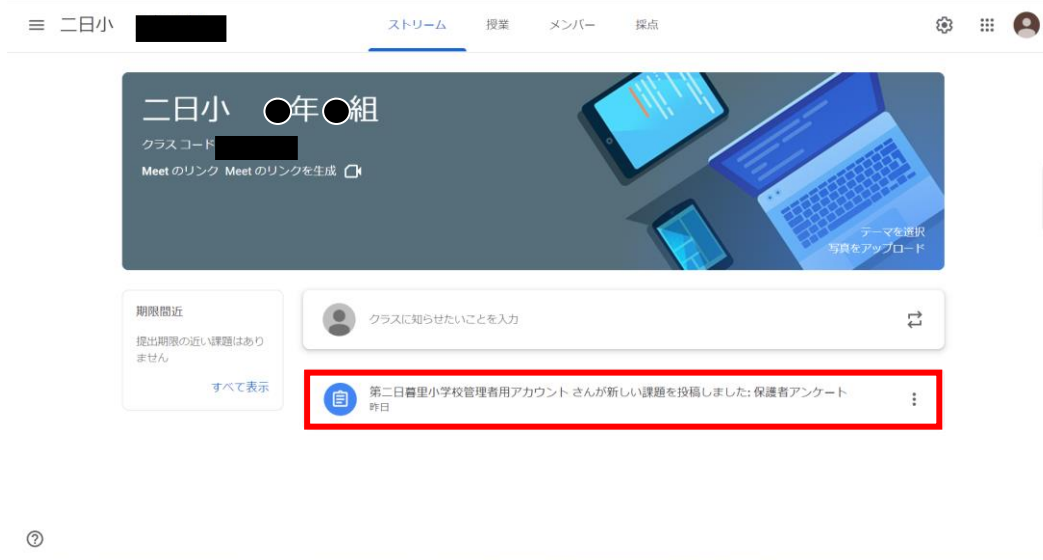 二日小
ストリーム 授業 メンバー 採点
二日小 ●年●組
クラス コード
Meet のリンク Meet のリンクを生成
テーマを選択
写真をアップロード
期限間近
提出期限の近い課題はあり
ません
すべて表示
クラスに知らせたいことを入力
第二日暮里小学校管理者用アカウント さんが新しい課題を投稿しました: 保護者アンケート
昨日